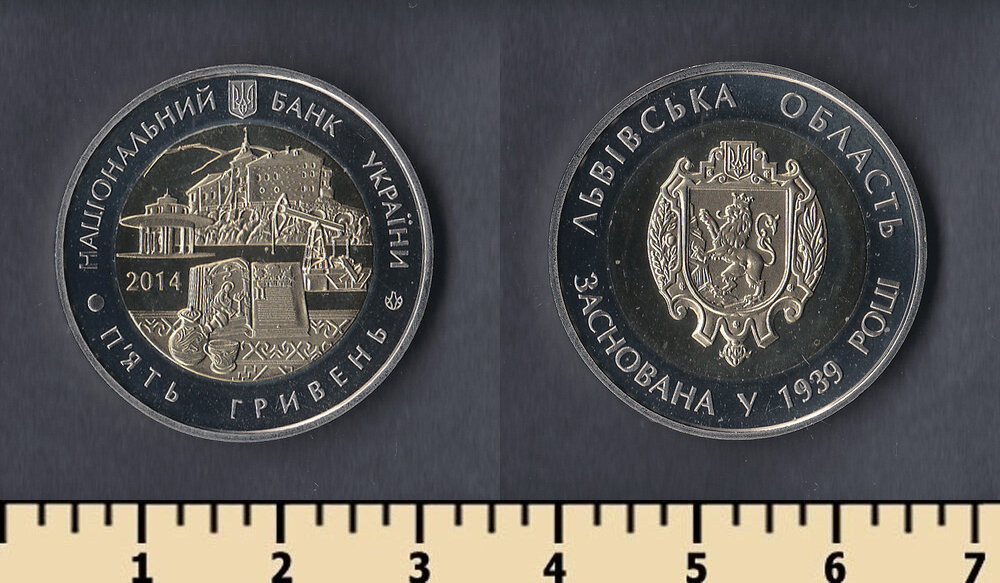 НАЦІОНАЛЬНИЙ БАНК УКРАЇНИ
2014
П'ЯТЬ ГРИВЕНЬ
ЛЬВІВСЬКА ОБЛАСТЬ
ЗАСНОВАНА У 1939 РОЦІ
1 2 3 4 5 6 7